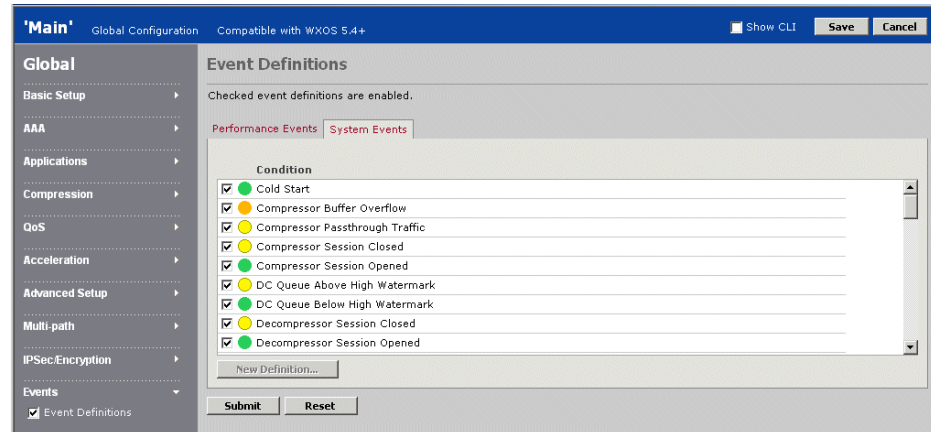 'Main' Global Configuration Compatible with WXOS 5.4+ Show CLI Save Cancel
Global
Basic Setup
AAA
Applications
Compression
QoS
Acceleration
Advanced Setup
Multi-path
IPSec/Encryption
Events
Event Definitions
Event Definitions
Checked event definitions are enabled.
Performance Events System Events
Condition
Cold Start
Compressor Buffer Overflow
Compressor Passthrough Traffic
Compressor Session Closed
Compressor Session Opened
DC Queue Above High Watermark
DC Queue Below High Watermark
Decompressor Session Closed
Decompressor Session Opened
New Definition...
Submit Reset